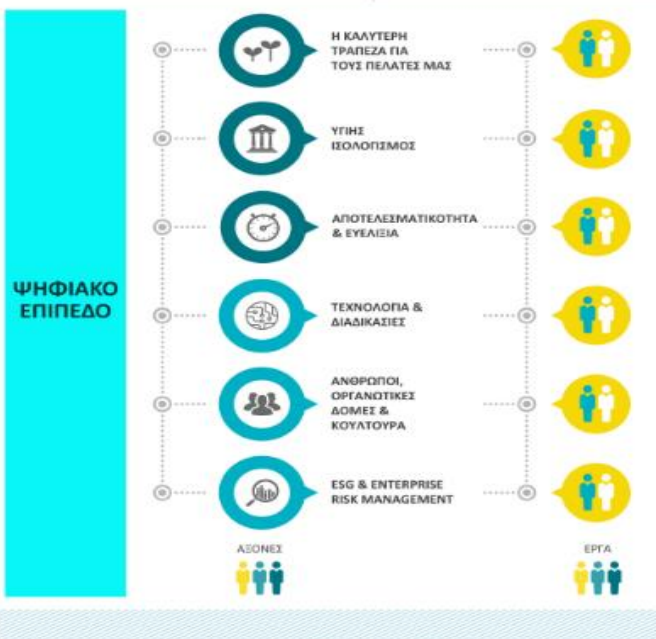 Η ΚΑΛΥΤΕΡΗ
ΤΡΑΠΕΖΑ ΓΙΑ
ΤΟΥΣ ΠΕΛΑΤΕΣ ΜΑΣ
ΥΓΙΗΣ
ΙΣΟΛΟΓΙΣΜΟΣ
ΑΠΟΤΕΛΕΣΜΑΤΙΚΟΤΗΤΑ
& ΕΥΕΛΙΞΙΑ
ΨΗΦΙΑΚΟ
ΕΠΙΠΕΔΟ
ΤΕΧΝΟΛΟΓΙΑ &
ΔΙΑΔΙΚΑΣΙΕΣ
ΑΝΘΡΩΠΟΙ,
ΟΡΓΑΝΩΤΙΚΕΣ
ΔΟΜΕΣ &
ΚΟΥΛΤΟΥΡΑ
ESG & ENTERPRISE
RISK MANAGEMENT
ΑΞΟΝΕΣ
ΕΡΓΑ